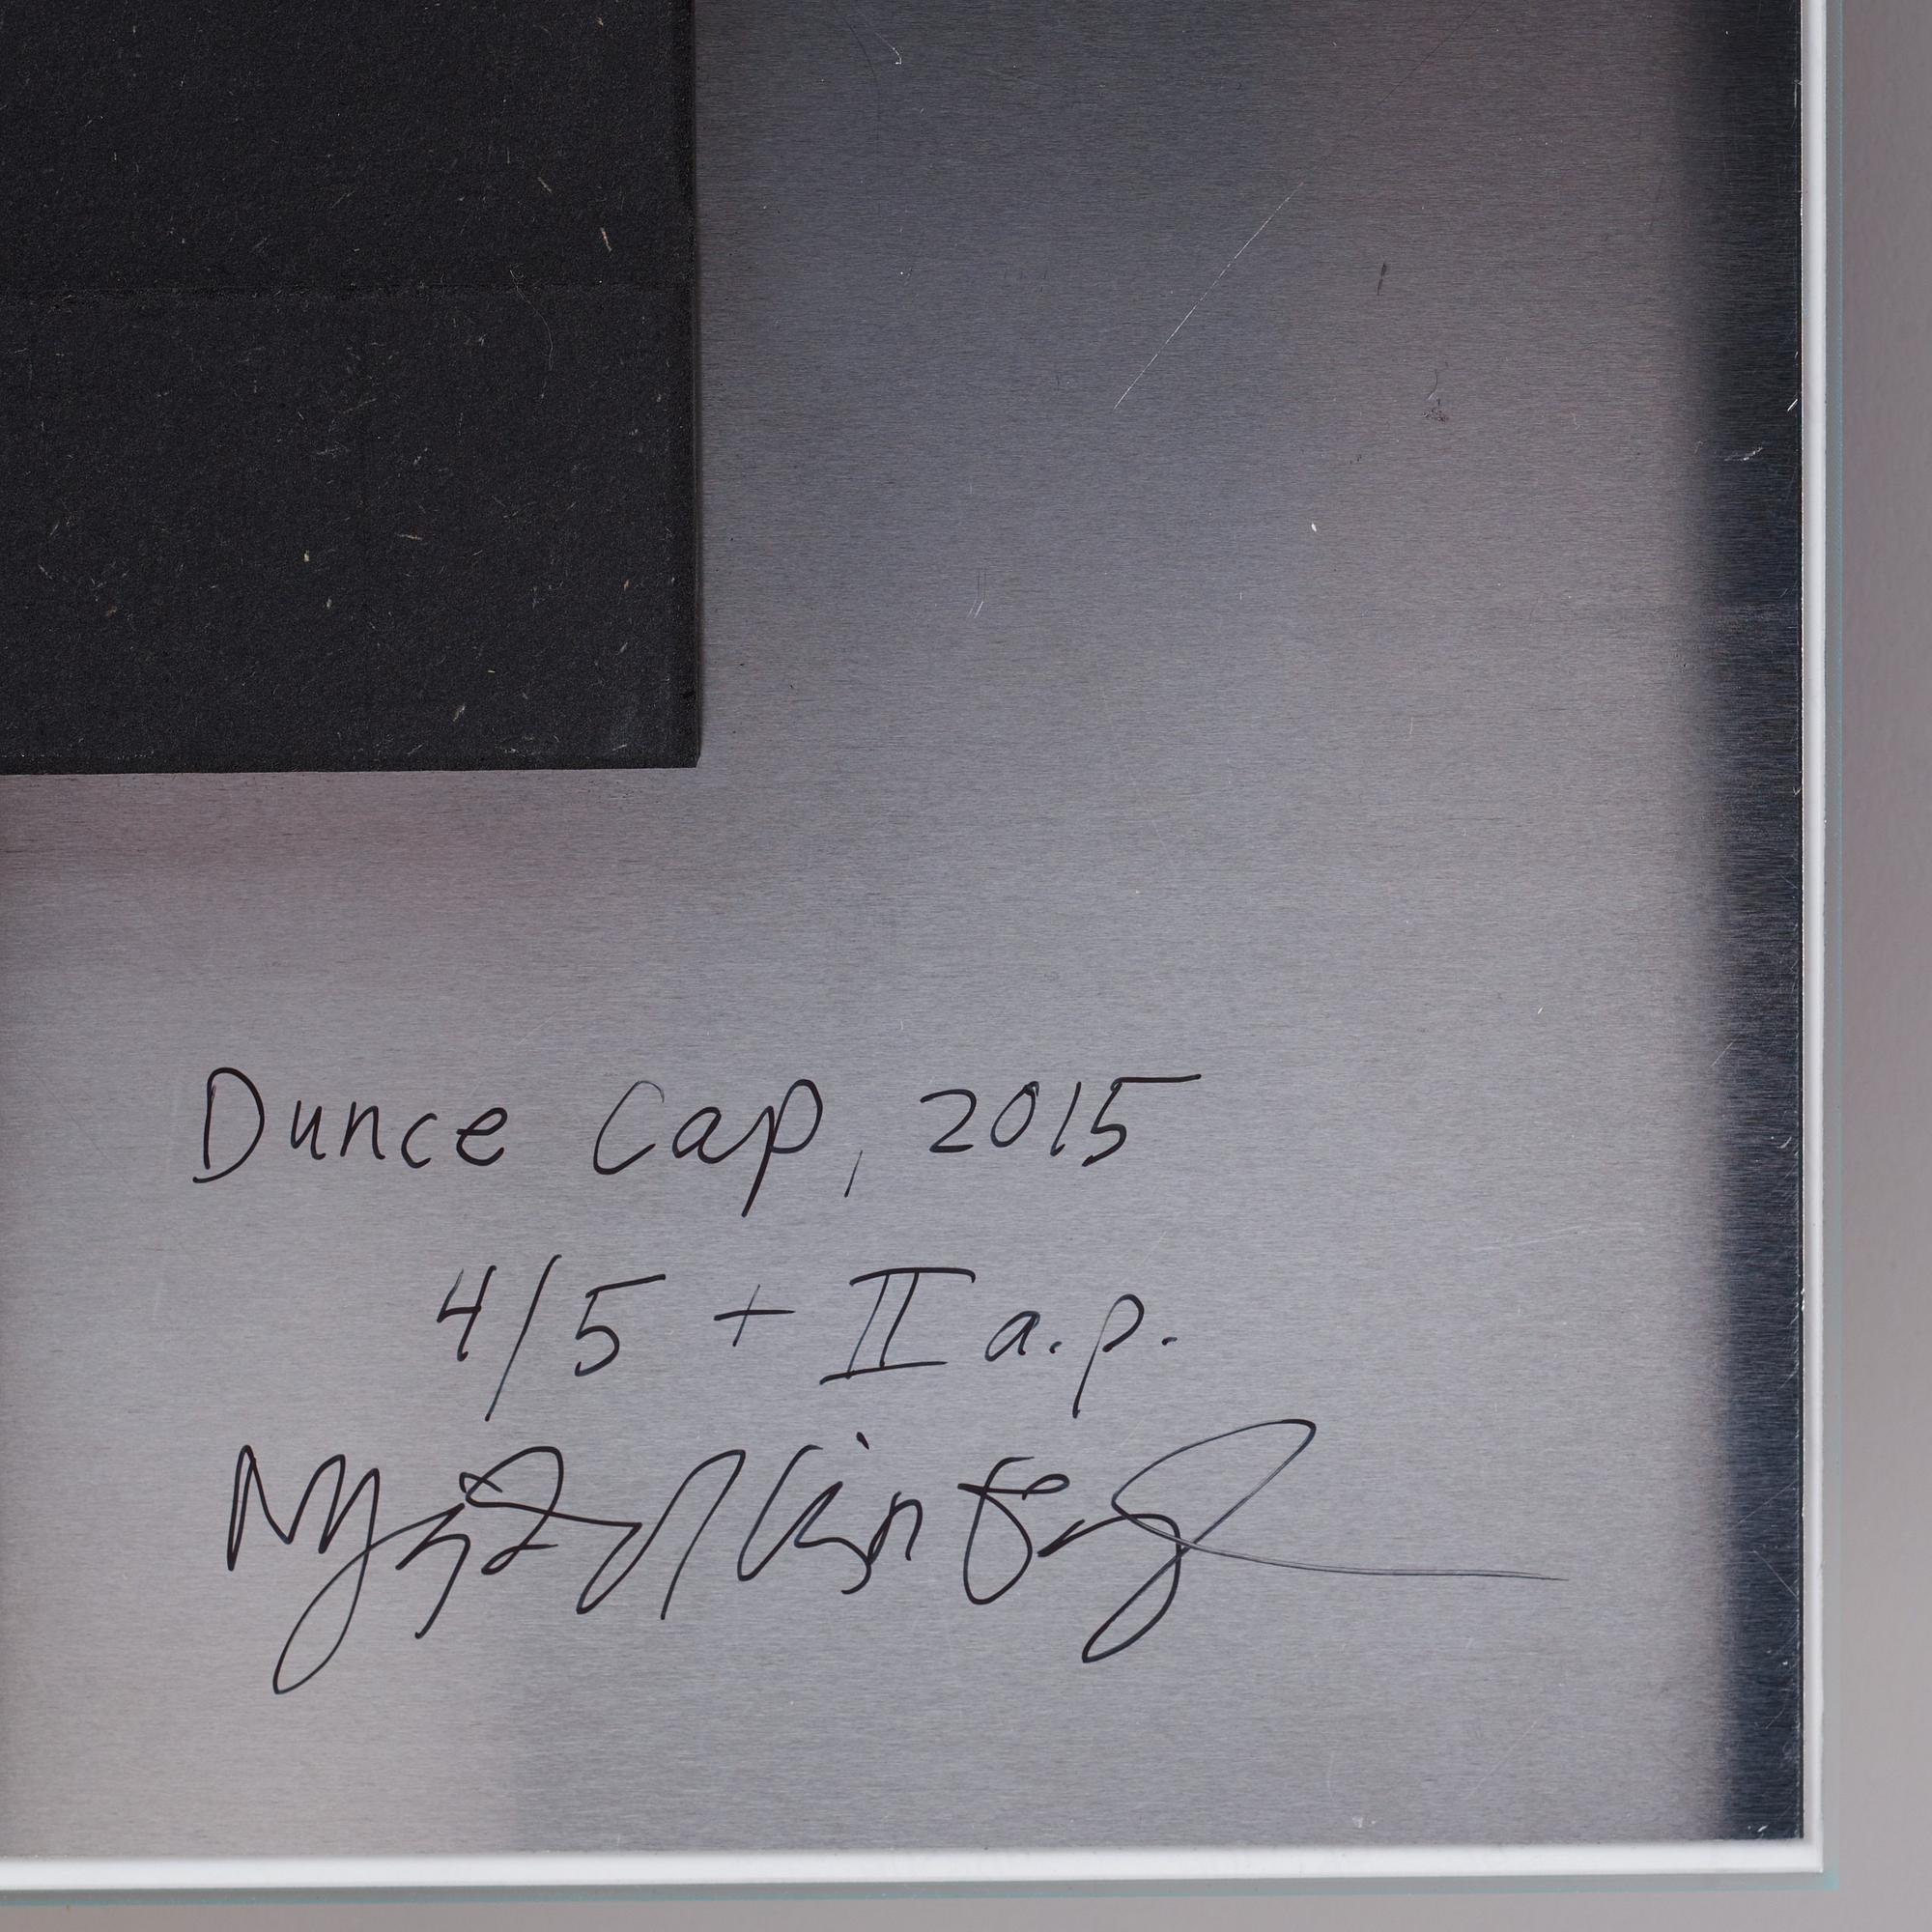 Dunce Cap, 2015
4/5 + II a.p.